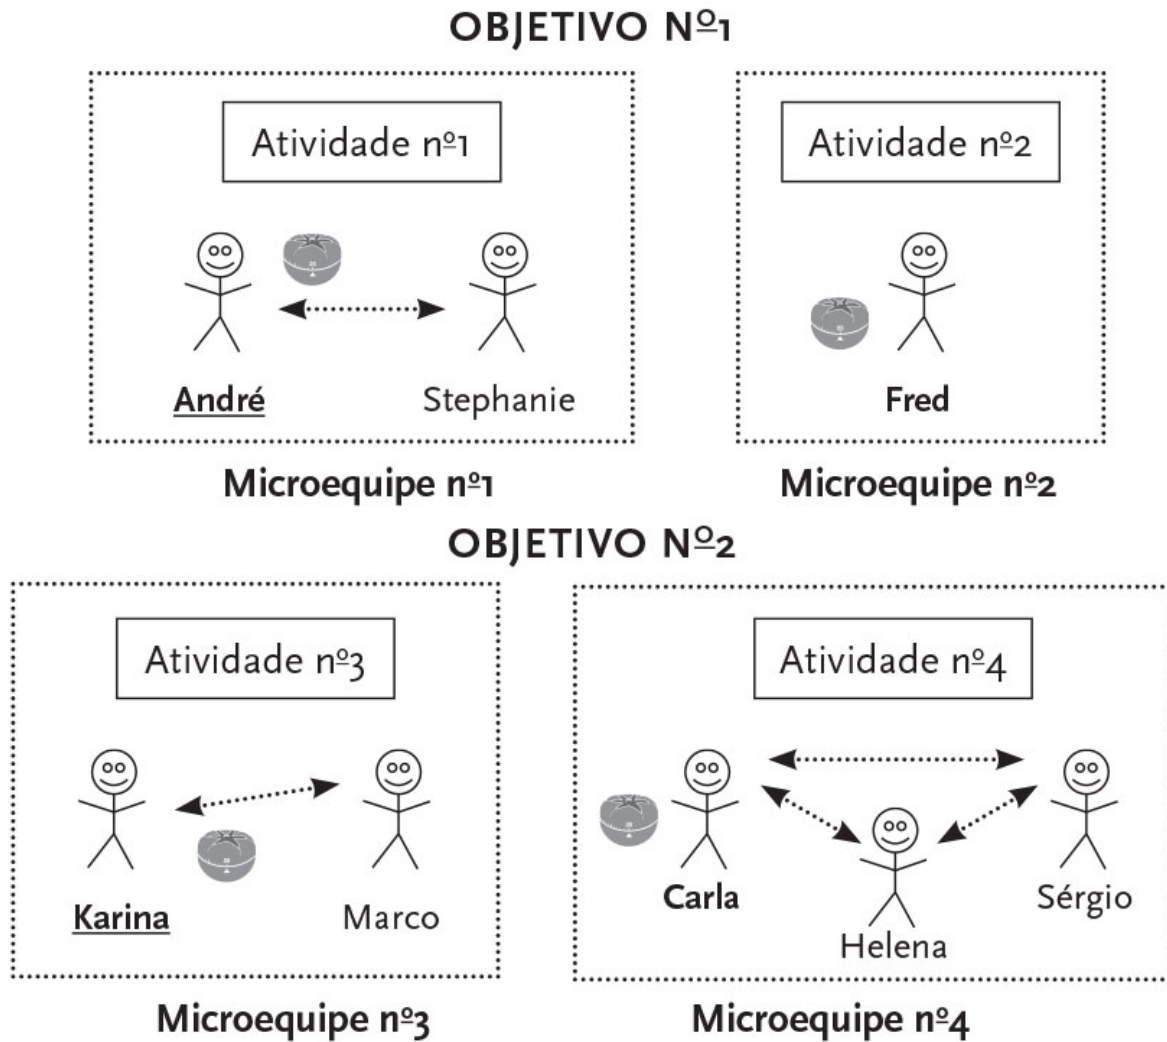 OBJETIVO Nº1
Atividade nº1
Atividade nº2
André
Stephanie
Fred
Microequipe nº1
Microequipe nº2
OBJETIVO Nº2
Atividade nº3
Atividade nº4
Karina
Marco
Carla
Helena
Sérgio
Microequipe nº3
Microequipe nº4